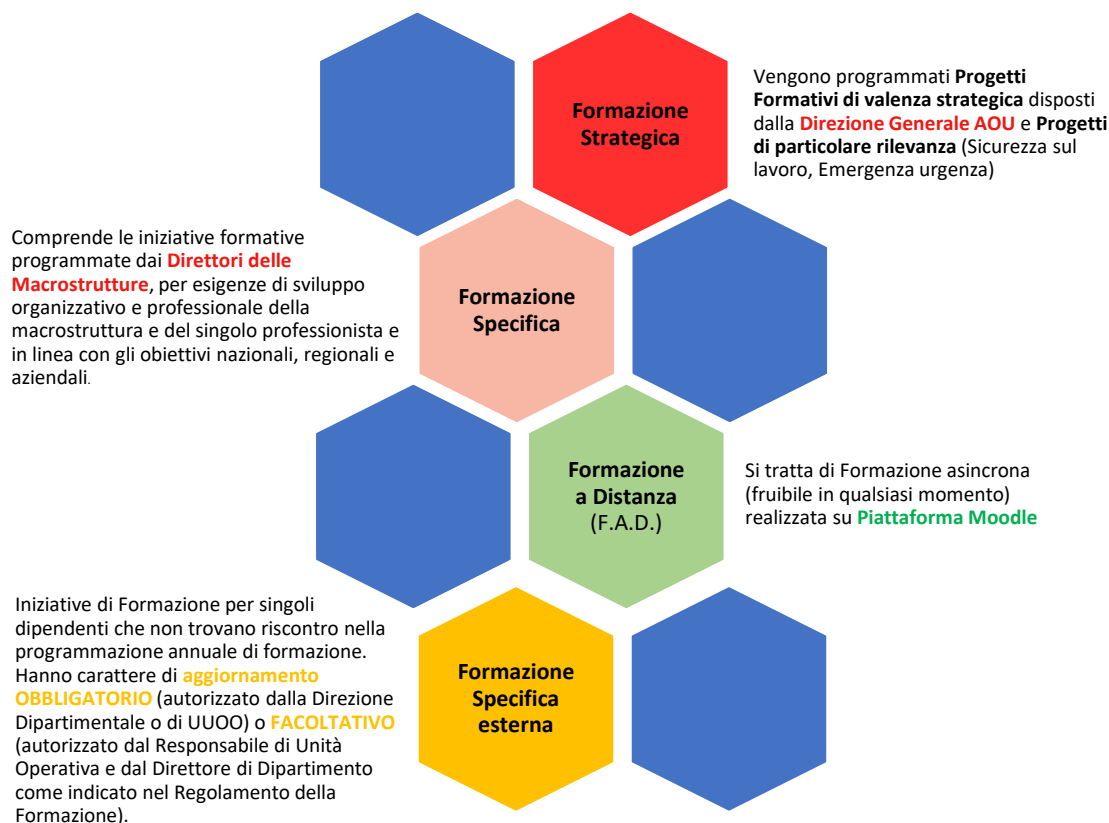 Formazione
Strategica
Vengono programmati Progetti
Formativi di valenza strategica disposti
dalla Direzione Generale AOU e Progetti
di particolare rilevanza (Sicurezza sul
lavoro, Emergenza urgenza)
Comprende le iniziative formative
programmate dai Direttori delle
Macrostrutture, per esigenze di sviluppo
organizzativo e professionale della
macrostruttura e del singolo professionista e
in linea con gli obiettivi nazionali, regionali e
aziendali.
Formazione
Specifica
Formazione
a Distanza
(F.A.D.)
Si tratta di Formazione asincrona
(fruibile in qualsiasi momento)
realizzata su Piattaforma Moodle
Iniziative di Formazione per singoli
dipendenti che non trovano riscontro nella
programmazione annuale di formazione.
Hanno carattere di aggiornamento
OBBLIGATORIO (autorizzato dalla Direzione
Dipartimentale o di UUOO) o FACOLTATIVO
(autorizzato dal Responsabile di Unità
Operativa e dal Direttore di Dipartimento
come indicato nel Regolamento della
Formazione).
Formazione
Specifica
esterna